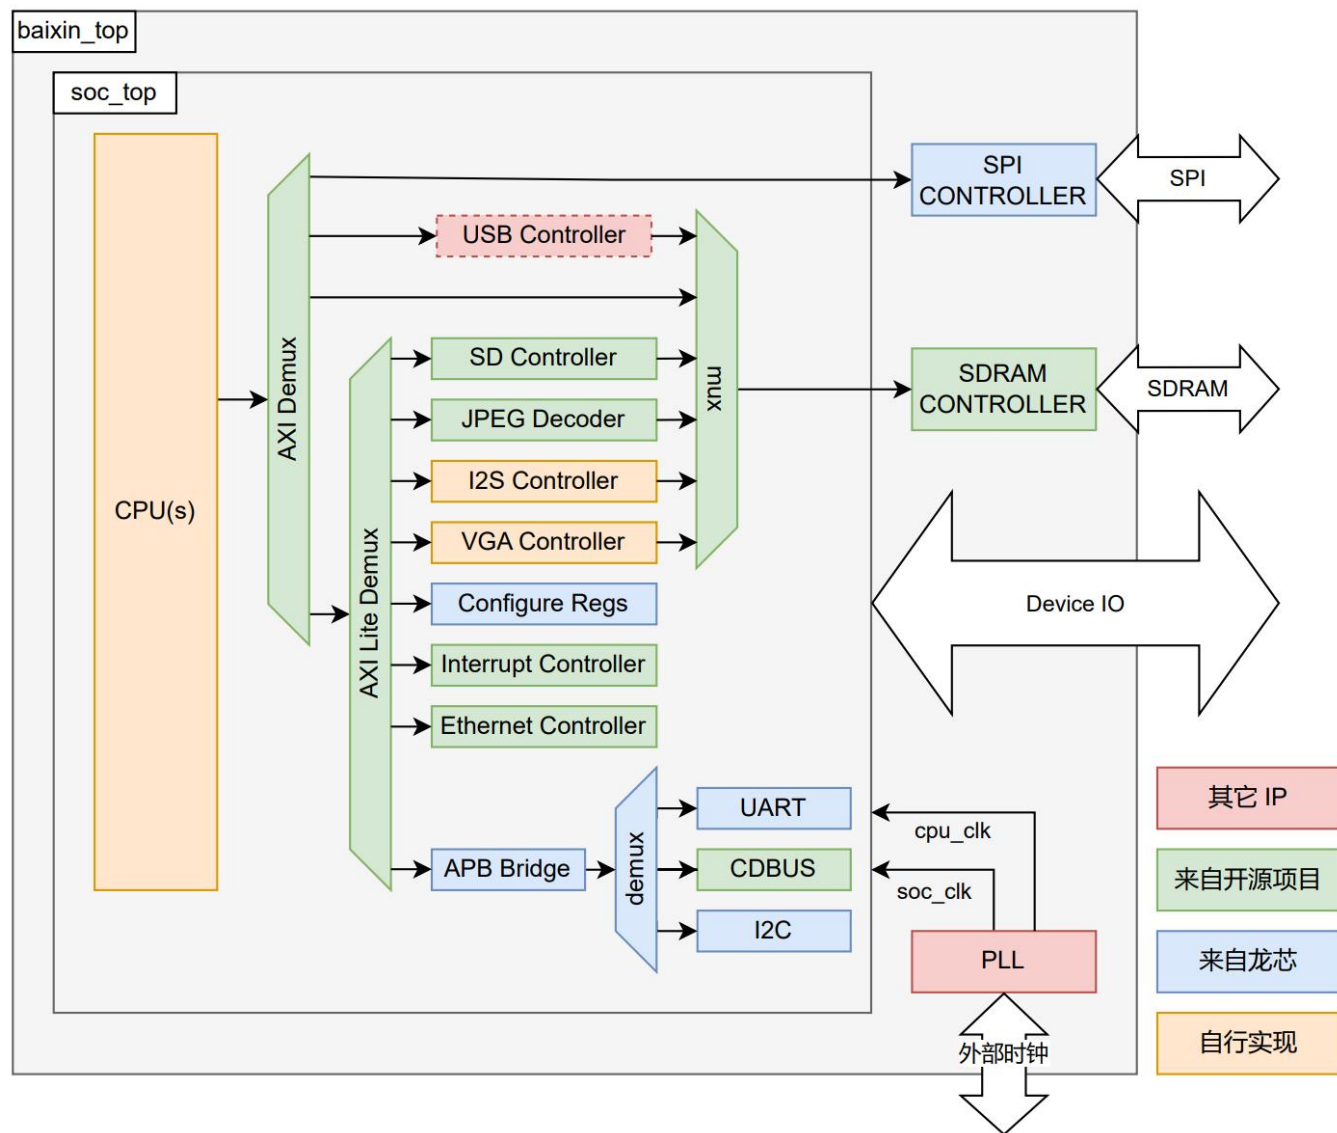 baixin_top
soc_top
CPU(s)
AXI Demux
AXI Lite Demux
USB Controller
SD Controller
JPEG Decoder
I2S Controller
VGA Controller
Configure Regs
Interrupt Controller
Ethernet Controller
APB Bridge
demux
UART
CDBUS
I2C
mux
SPI
CONTROLLER
SPI
SDRAM
CONTROLLER
SDRAM
Device IO
cpu_clk
soc_clk
PLL
外部时钟
其它 IP
来自开源项目
来自龙芯
自行实现